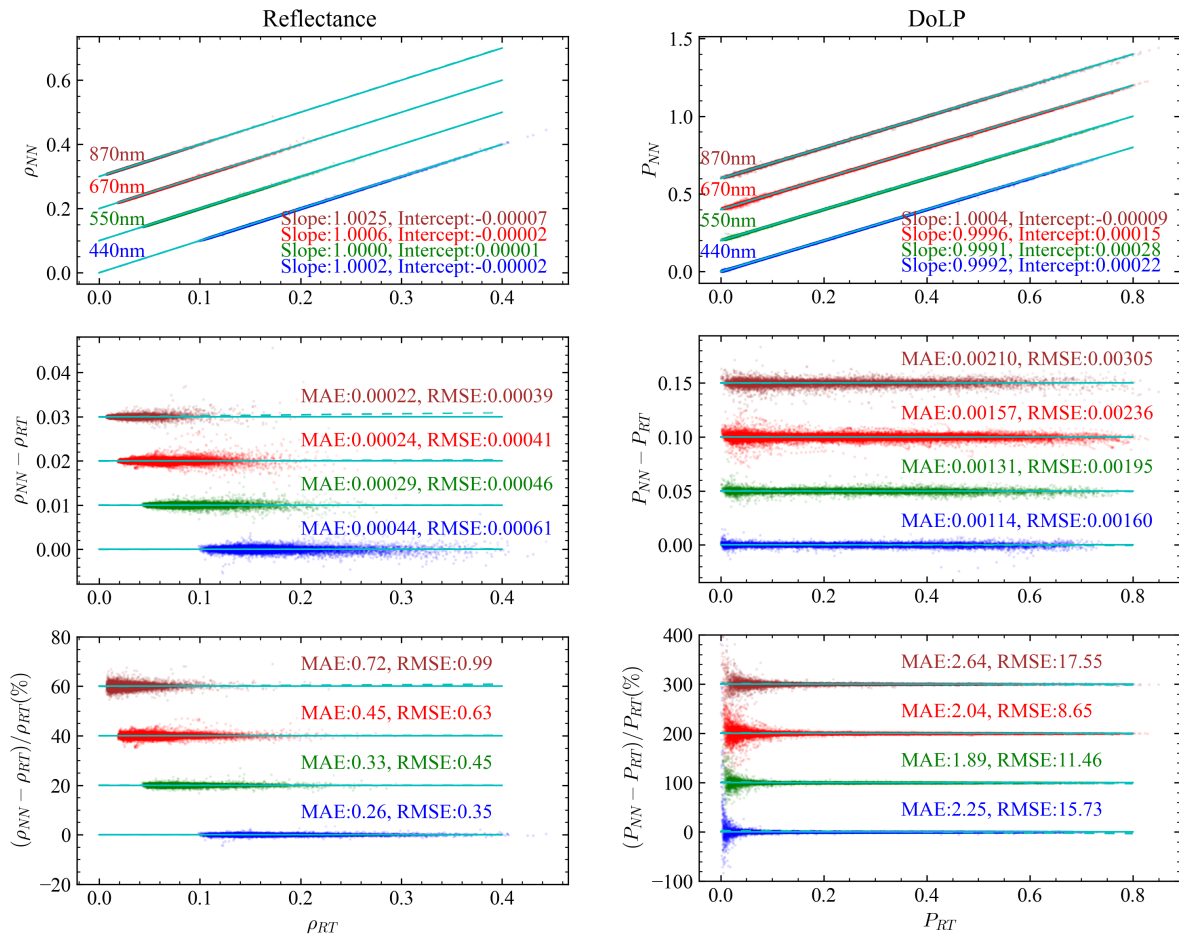 Reflectance
DoLP
0.6
0.4
0.2
0.0
ρNN
870nm
670nm
550nm
440nm
Slope:1.0025, Intercept:-0.00007
Slope:1.0006, Intercept:-0.00002
Slope:1.0000, Intercept:0.00001
Slope:1.0002, Intercept:-0.00002
0.0 0.1 0.2 0.3 0.4
1.5
1.0
0.5
0.0
PNN
870nm
670nm
550nm
440nm
Slope:1.0004, Intercept:-0.00009
Slope:0.9996, Intercept:0.00015
Slope:0.9991, Intercept:0.00028
Slope:0.9992, Intercept:0.00022
0.0 0.2 0.4 0.6 0.8
0.04
0.03
0.02
0.01
0.00
ρNN − ρRT
MAE:0.00022, RMSE:0.00039
MAE:0.00024, RMSE:0.00041
MAE:0.00029, RMSE:0.00046
MAE:0.00044, RMSE:0.00061
0.0 0.1 0.2 0.3 0.4
0.15
0.10
0.05
0.00
PNN − PRT
MAE:0.00210, RMSE:0.00305
MAE:0.00157, RMSE:0.00236
MAE:0.00131, RMSE:0.00195
MAE:0.00114, RMSE:0.00160
0.0 0.2 0.4 0.6 0.8
80
60
40
20
0
−20
(ρNN − ρRT)/ρRT(%)
MAE:0.72, RMSE:0.99
MAE:0.45, RMSE:0.63
MAE:0.33, RMSE:0.45
MAE:0.26, RMSE:0.35
0.0 0.1 0.2 0.3 0.4
ρRT
400
300
200
100
0
−100
(PNN − PRT)/PRT(%)
MAE:2.64, RMSE:17.55
MAE:2.04, RMSE:8.65
MAE:1.89, RMSE:11.46
MAE:2.25, RMSE:15.73
0.0 0.2 0.4 0.6 0.8
PRT